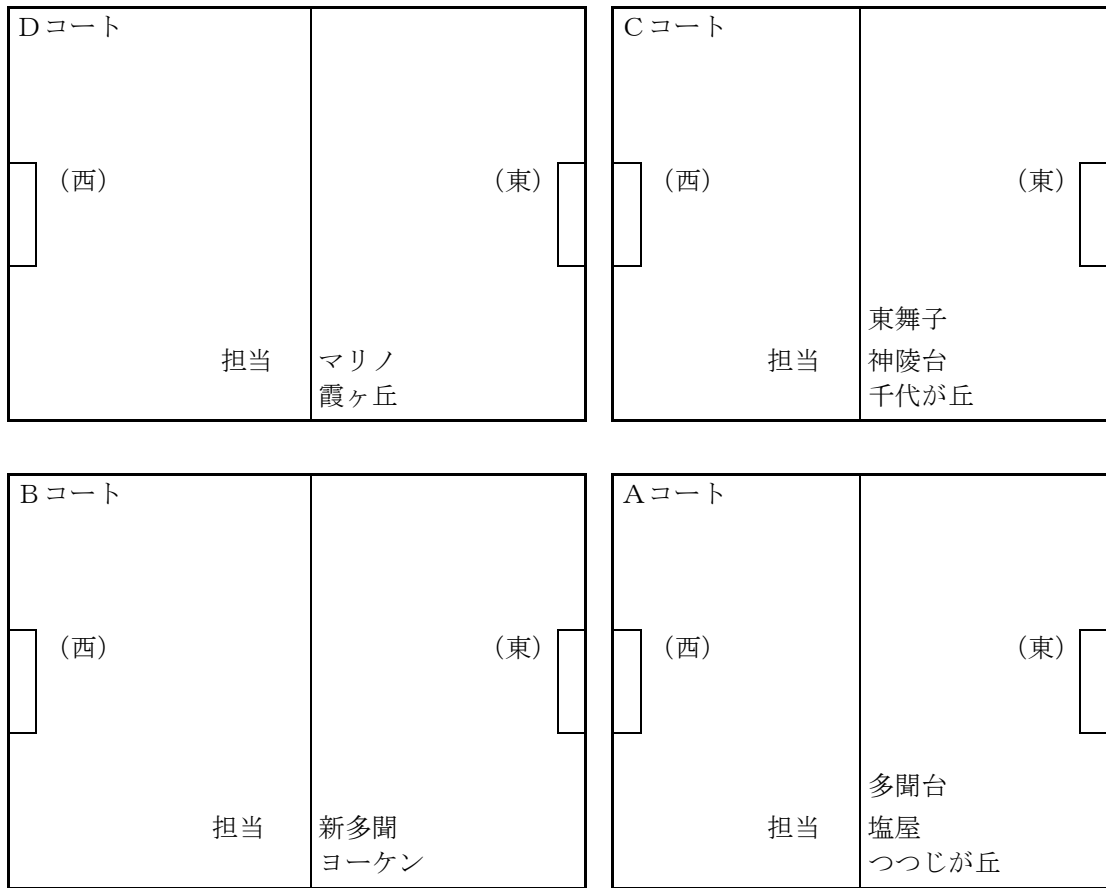 Dコート
(西)
(東)
担当
マリノ
霞ヶ丘
Cコート
(西)
(東)
東舞子
担当
神陵台
千代が丘
Bコート
(西)
(東)
担当
新多聞
ヨーケン
Aコート
(西)
(東)
多聞台
担当
塩屋
つつじが丘